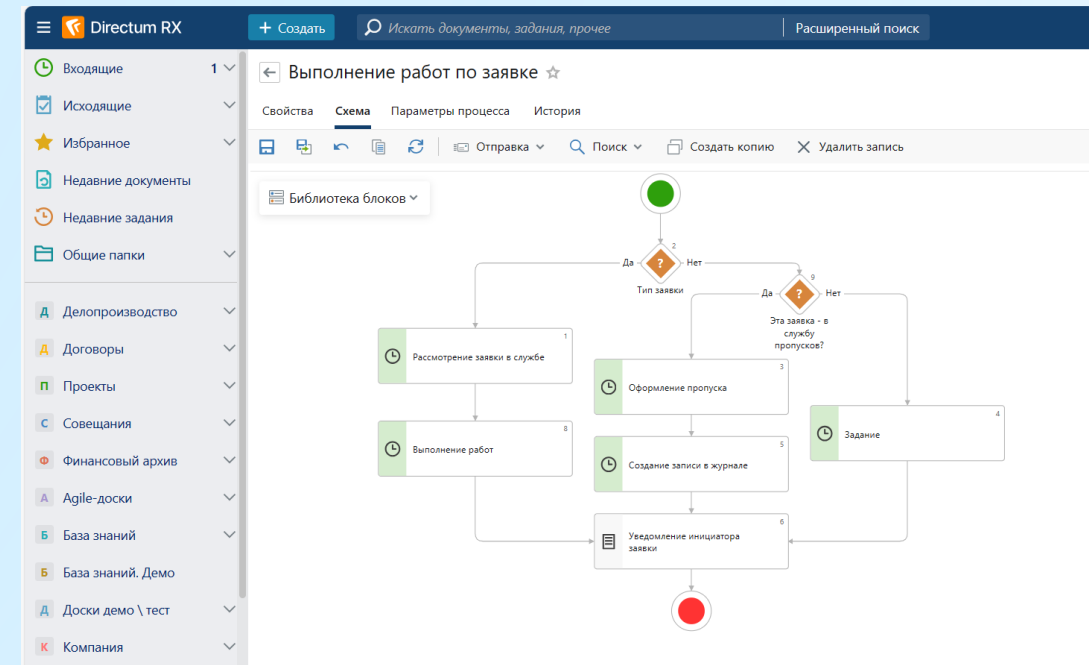 Directum RX
Создать
Искать документы, задания, прочее
Расширенный поиск
Входящие 1
Исходящие
Избранное
Недавние документы
Недавние задания
Общие папки
Д Делопроизводство
Д Договоры
П Проекты
С Совещания
Ф Финансовый архив
А Agile-доски
Б База знаний
Б База знаний. Демо
Д Доски демо \ тест
К Компания
Выполнение работ по заявке
Свойства Схема Параметры процесса История
Отправка Поиск Создать копию Удалить запись
Библиотека блоков
2
Да ? Нет
Тип заявки
9
Да ? Нет
Эта заявка - в
службу
пропусков?
1
Рассмотрение заявки в службе
3
Оформление пропуска
4
Задание
8
Выполнение работ
5
Создание записи в журнале
6
Уведомление инициатора
заявки